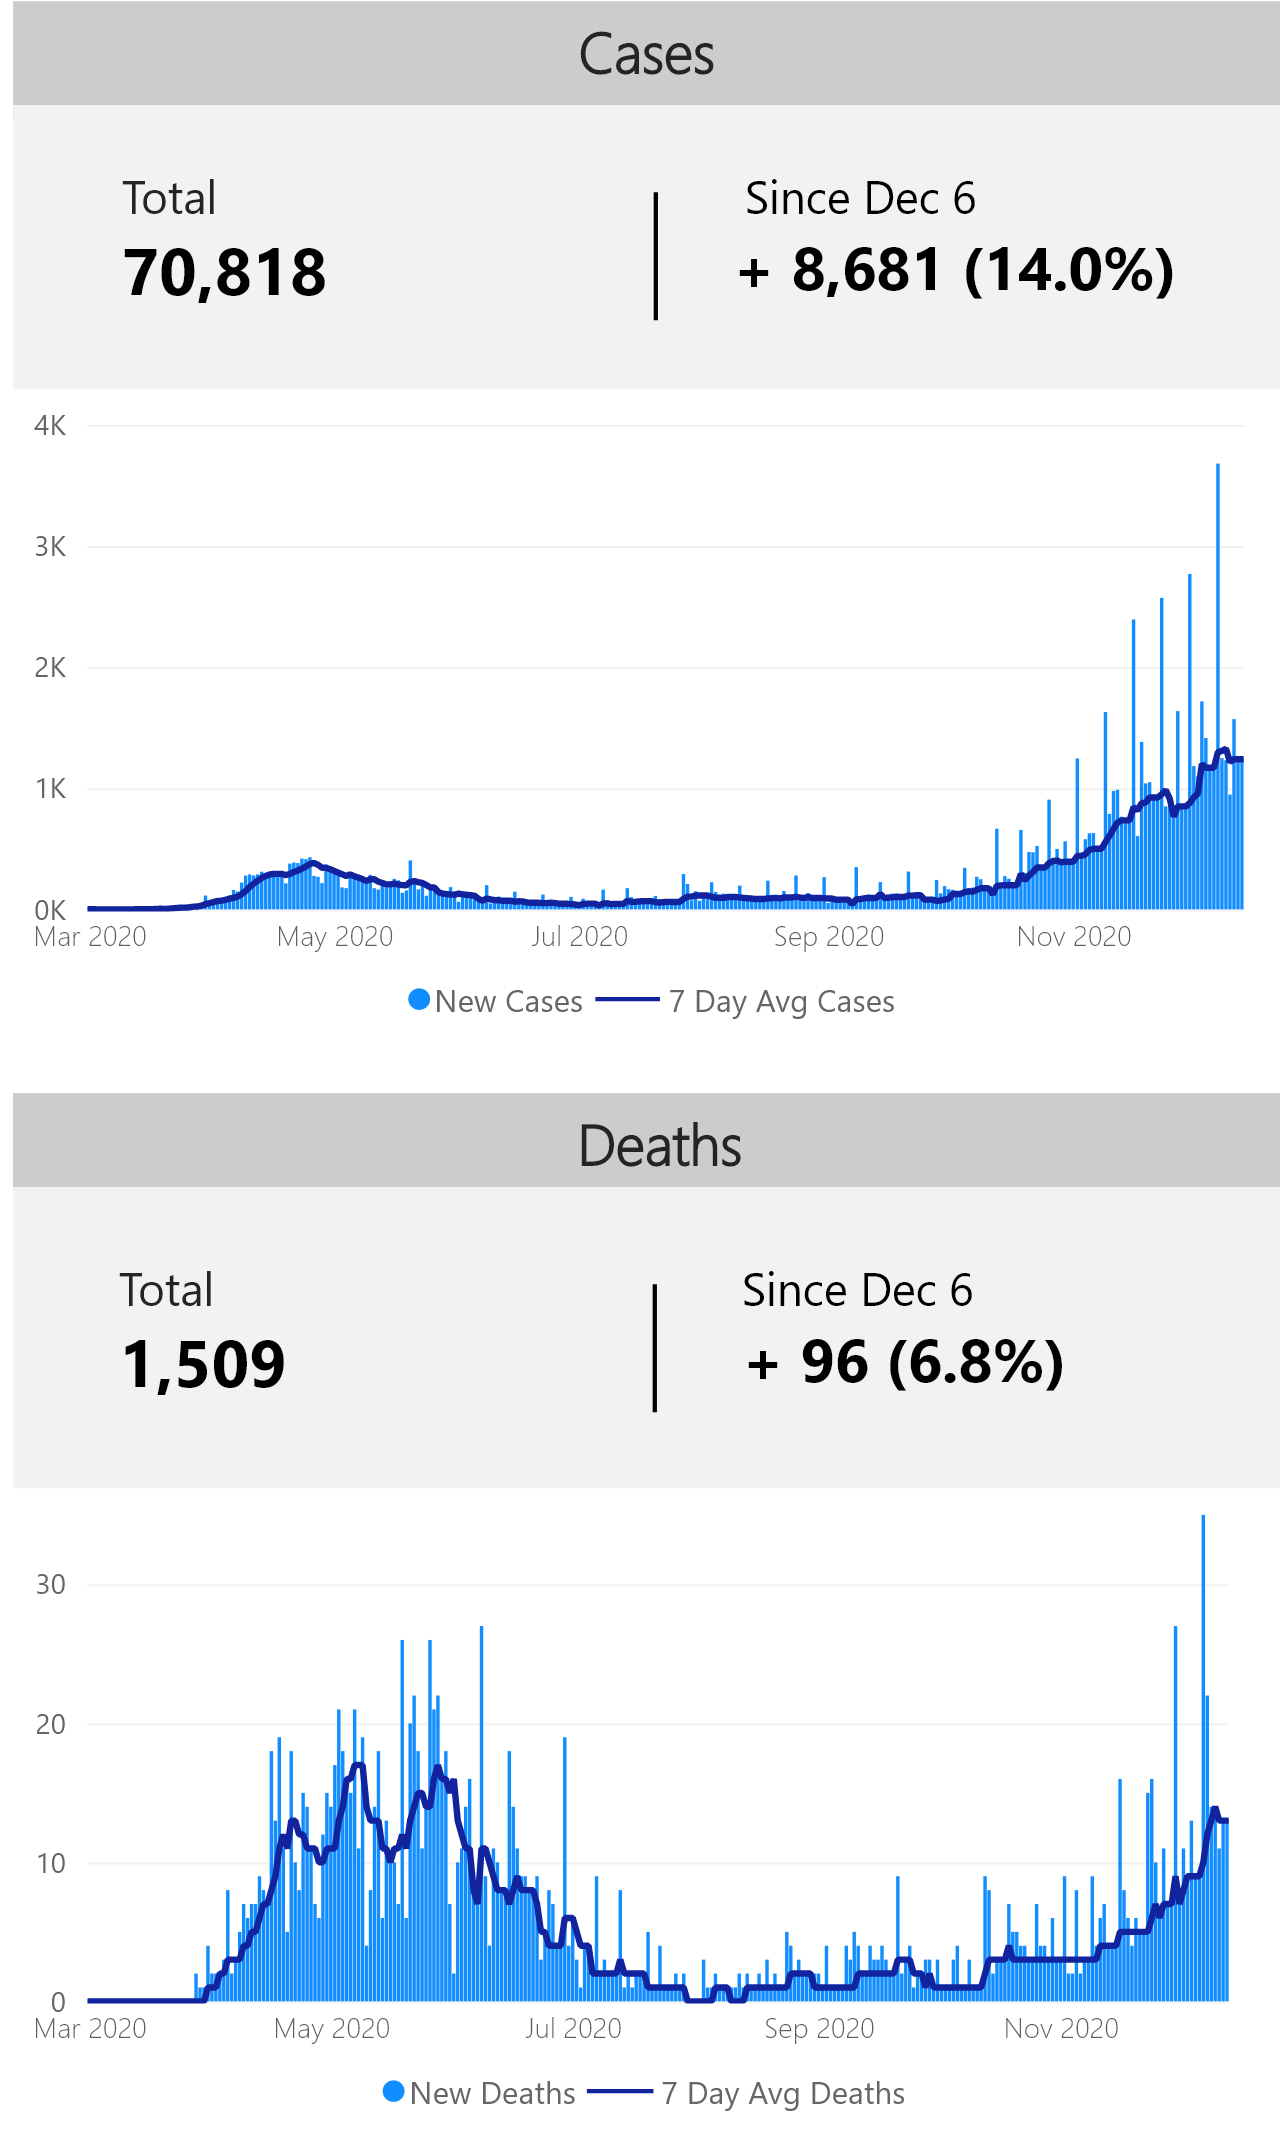 Cases
Total
Since Dec 6
70,818
+ 8,681 (14.0%)
4K
3K
2K
1K
0K
Mar 2020 May 2020 Jul 2020 Sep 2020 Nov 2020
New Cases 7 Day Avg Cases
Deaths
Total
Since Dec 6
1,509
+ 96 (6.8%)
30
20
10
0
Mar 2020 May 2020 Jul 2020 Sep 2020 Nov 2020
New Deaths 7 Day Avg Deaths